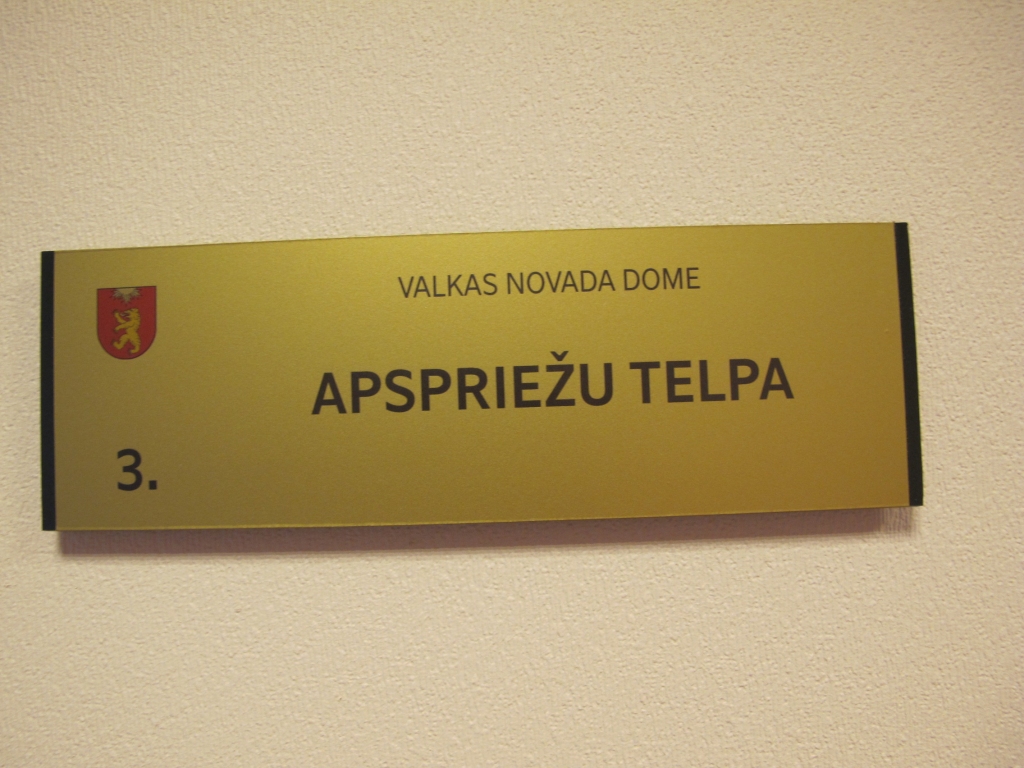 VALKAS NOVADA DOME
APSPRIEŽU TELPA
3.